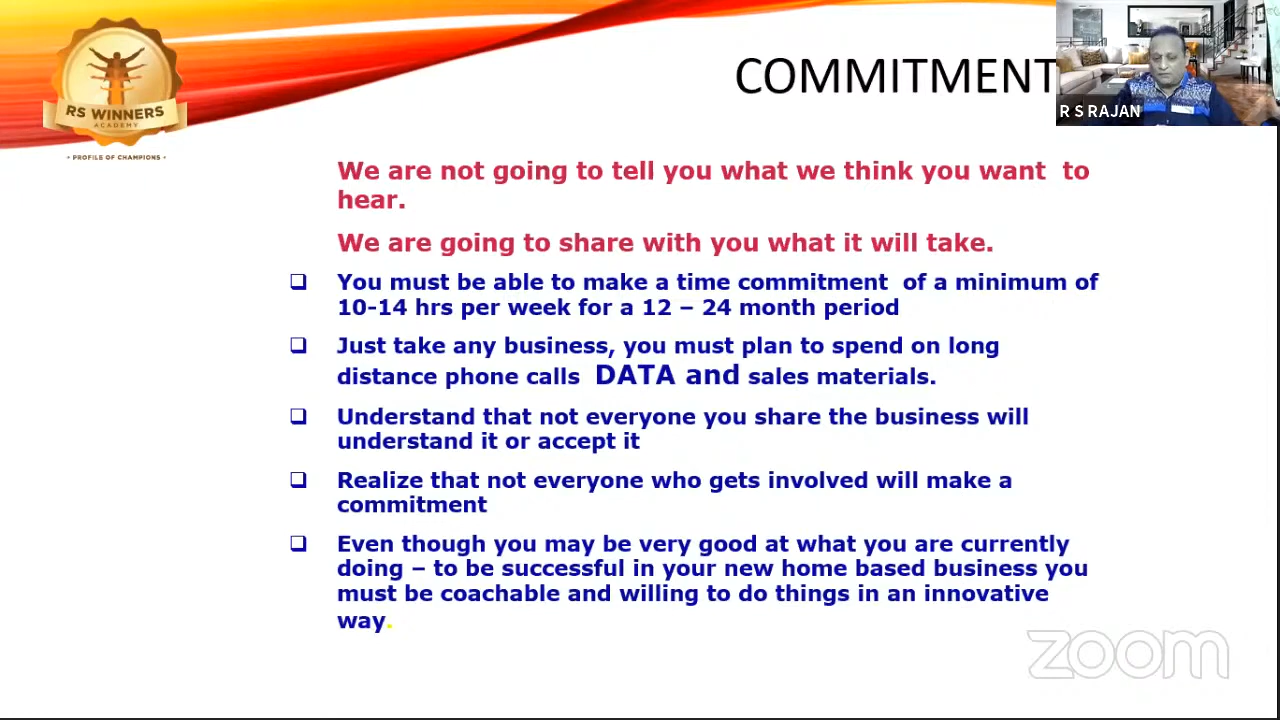 COMMITMENT
R S RAJAN
RS WINNERS
ACADEMY
• PROFILE OF CHAMPIONS •
We are not going to tell you what we think you want to
hear.
We are going to share with you what it will take.
You must be able to make a time commitment of a minimum of
10-14 hrs per week for a 12 – 24 month period
Just take any business, you must plan to spend on long
distance phone calls DATA and sales materials.
Understand that not everyone you share the business will
understand it or accept it
Realize that not everyone who gets involved will make a
commitment
Even though you may be very good at what you are currently
doing – to be successful in your new home based business you
must be coachable and willing to do things in an innovative
way.
zoom